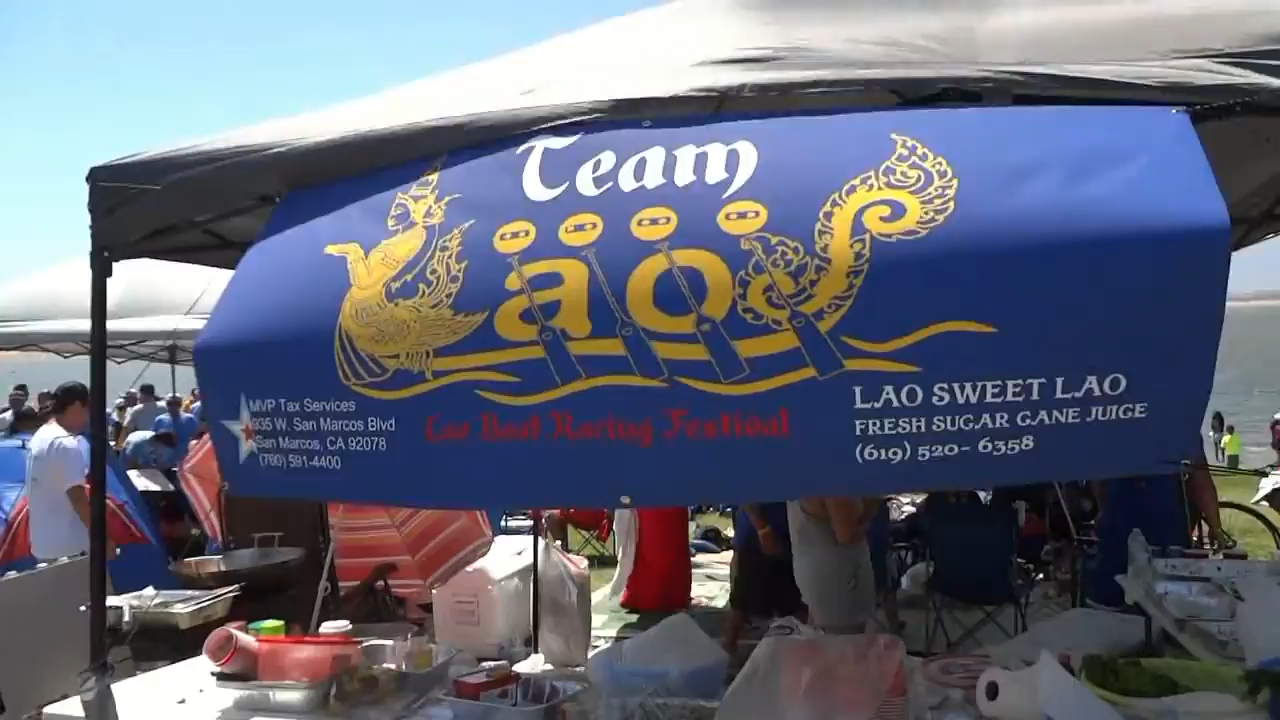 Team
Laos
Lao Boat Racing Festival
MVP Tax Services
935 W. San Marcos Blvd
San Marcos, CA 92078
(760) 591-4400
LAO SWEET LAO
FRESH SUGAR CANE JUICE
(619) 520- 6358